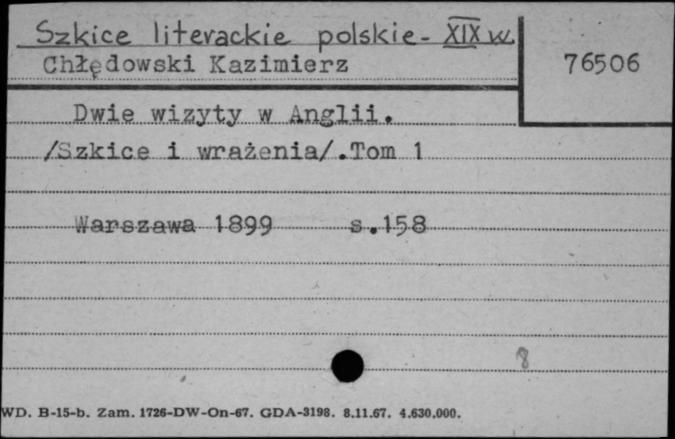 Szkice literackie polskie - XIX w.
Chłędowski Kazimierz
76506
Dwie wizyty w Anglii.
/Szkice i wrażenia/.Tom 1
Warszawa 1899 s.158
8
WD. B-15-b. Zam. 1726-DW-On-67. GDA-3198. 8.11.67. 4.630.000.